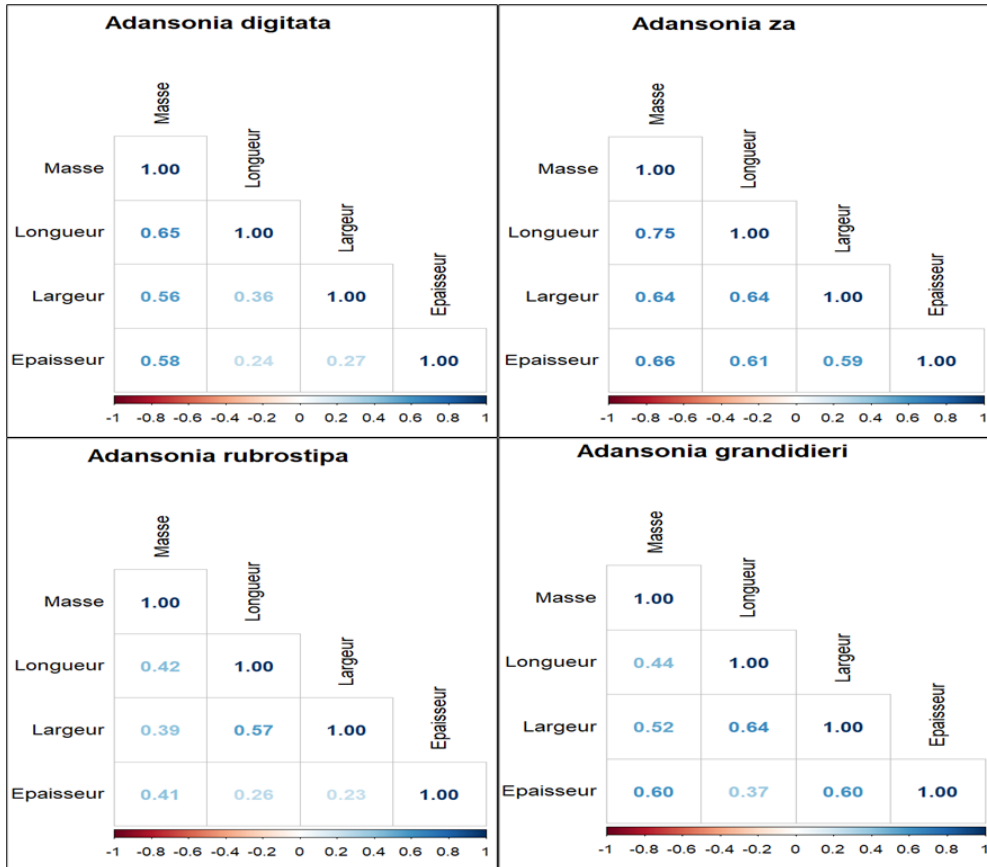 Adansonia digitata
Masse
Longueur
Largeur
Epaisseur
Masse 1.00
Longueur 0.65 1.00
Largeur 0.56 0.36 1.00
Epaisseur 0.58 0.24 0.27 1.00
-1 -0.8 -0.6 -0.4 -0.2 0 0.2 0.4 0.6 0.8 1
Adansonia za
Masse
Longueur
Largeur
Epaisseur
Masse 1.00
Longueur 0.75 1.00
Largeur 0.64 0.64 1.00
Epaisseur 0.66 0.61 0.59 1.00
-1 -0.8 -0.6 -0.4 -0.2 0 0.2 0.4 0.6 0.8 1
Adansonia rubrostipa
Masse
Longueur
Largeur
Epaisseur
Masse 1.00
Longueur 0.42 1.00
Largeur 0.39 0.57 1.00
Epaisseur 0.41 0.26 0.23 1.00
-1 -0.8 -0.6 -0.4 -0.2 0 0.2 0.4 0.6 0.8 1
Adansonia grandidieri
Masse
Longueur
Largeur
Epaisseur
Masse 1.00
Longueur 0.44 1.00
Largeur 0.52 0.64 1.00
Epaisseur 0.60 0.37 0.60 1.00
-1 -0.8 -0.6 -0.4 -0.2 0 0.2 0.4 0.6 0.8 1